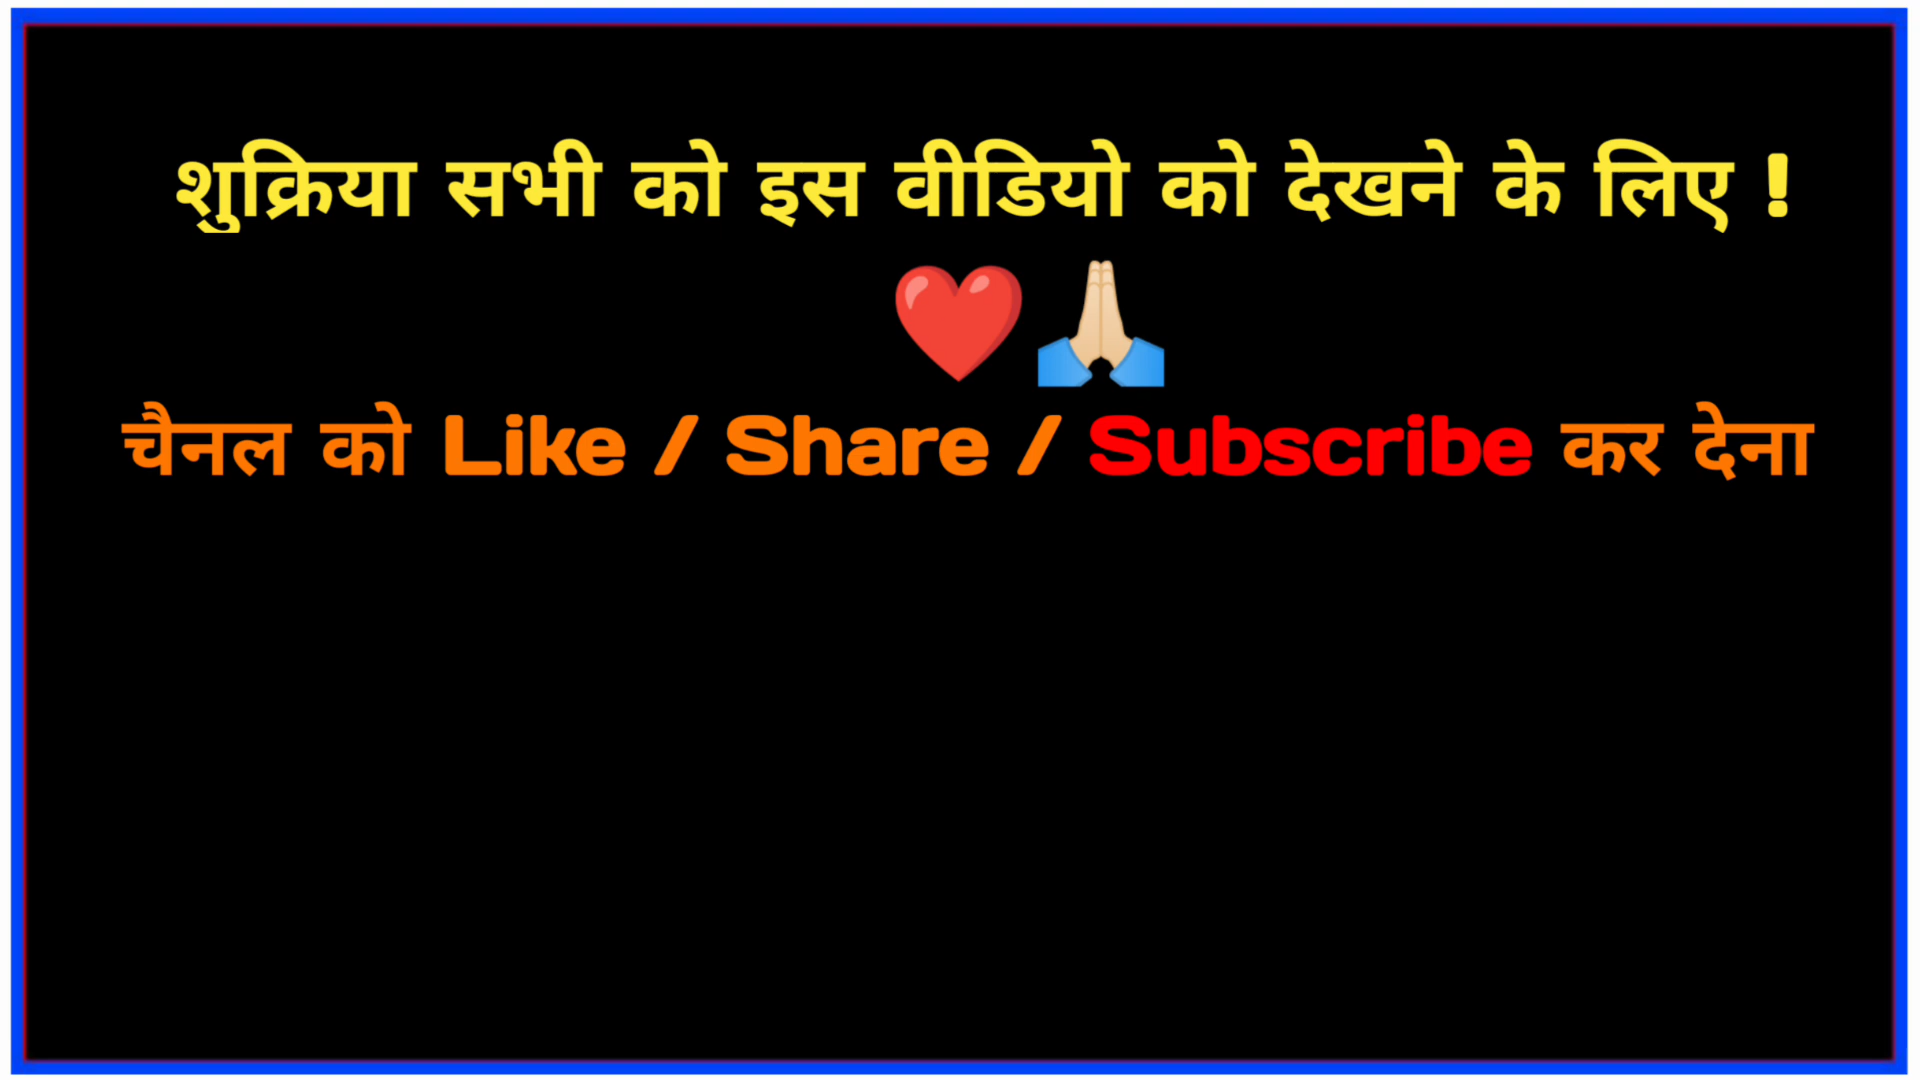 शुक्रिया सभी को इस वीडियो को देखने के लिए !
❤️🙏🏻
चैनल को Like / Share / Subscribe कर देना